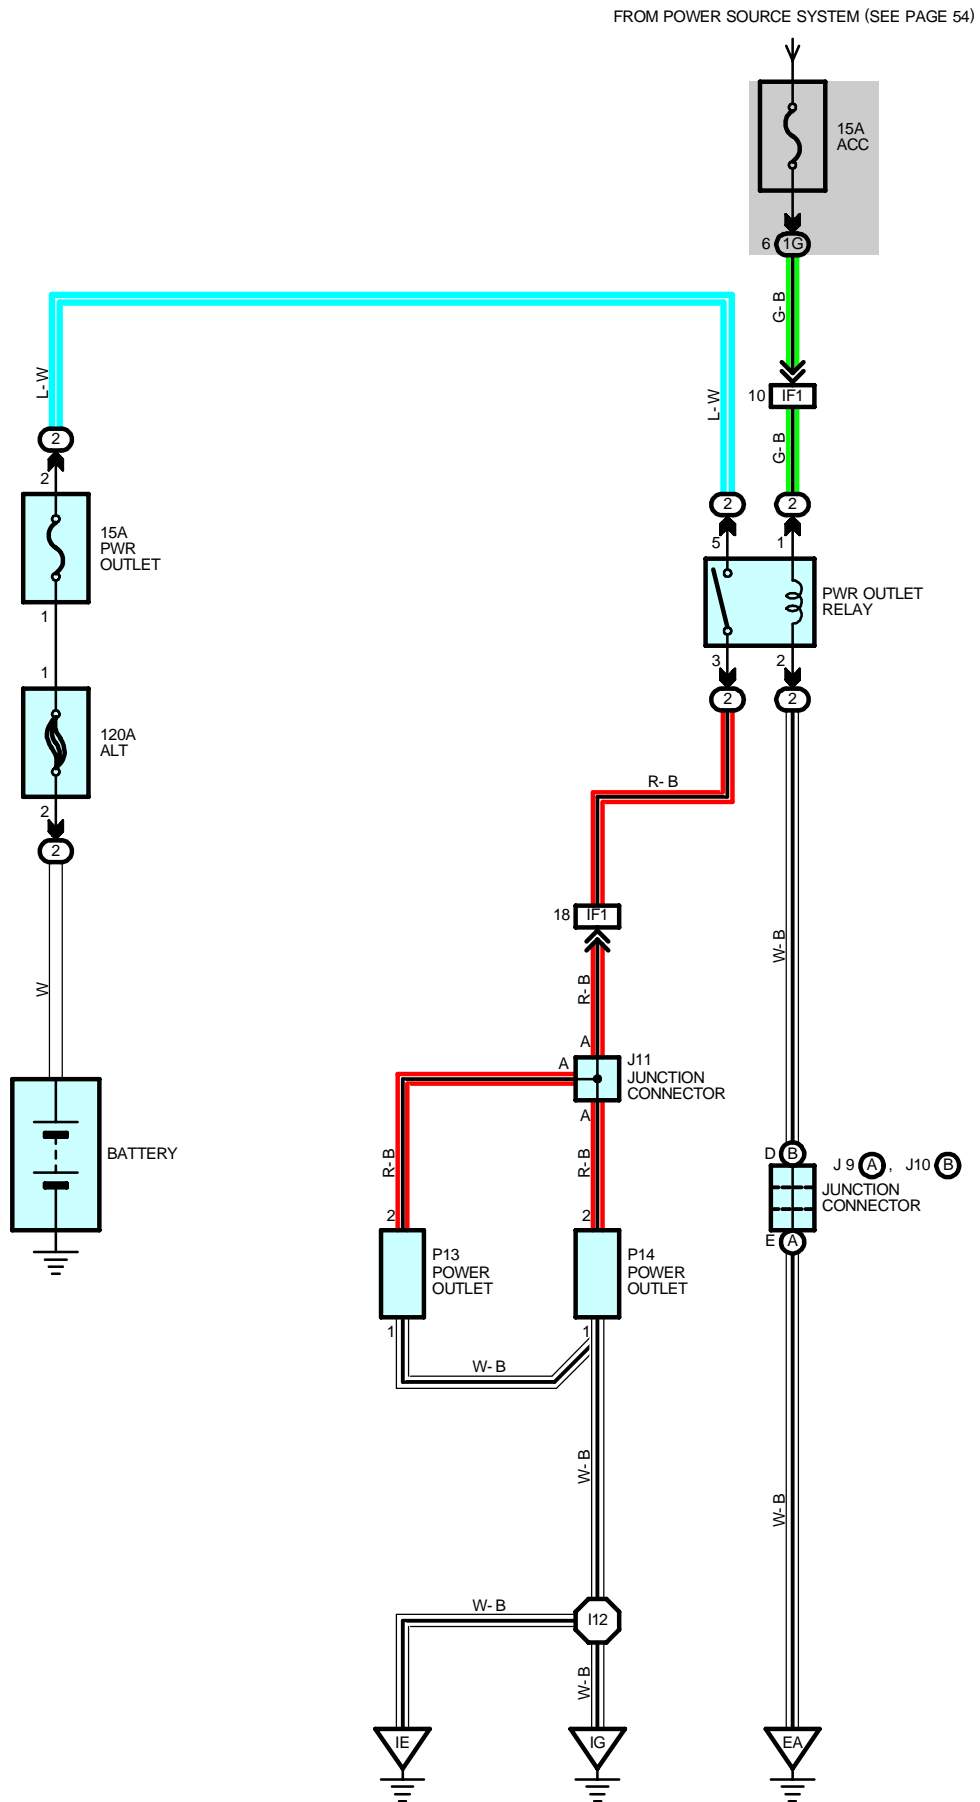 FROM POWER SOURCE SYSTEM (SEE PAGE 54)
15A
ACC
6 1G
G-B
L-W
L-W
10 IF1
G-B
2
2
2
2
5
1
15A
PWR
OUTLET
PWR OUTLET
RELAY
1
3
2
1
2
2
120A
ALT
R-B
2
2
18 IF1
W-B
W
R-B
A
J11
JUNCTION
CONNECTOR
A
A
BATTERY
R-B
R-B
D B
J 9 A , J10 B
JUNCTION
CONNECTOR
2
2
E A
P13
POWER
OUTLET
P14
POWER
OUTLET
1
1
W-B
W-B
W-B
W-B
I12
W-B
IE
IG
EA